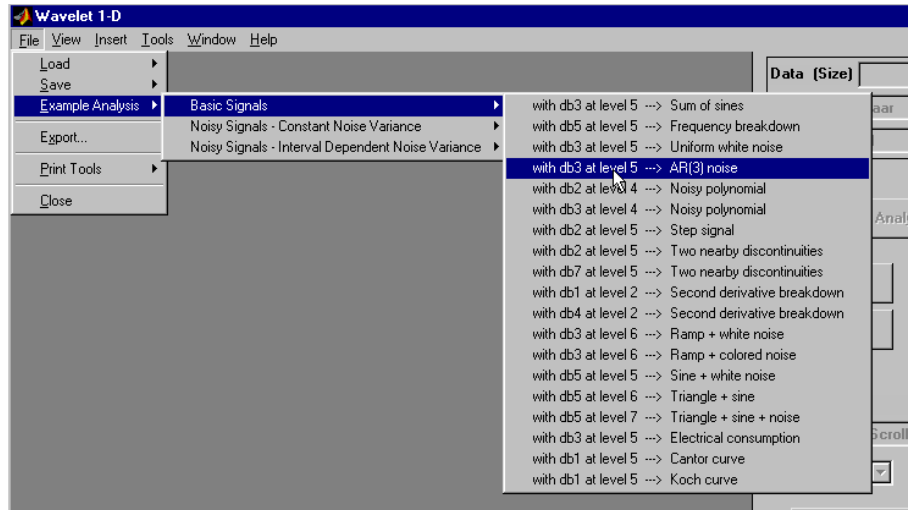 Wavelet 1-D
File View Insert Tools Window Help
Load
Save
Example Analysis
Export...
Print Tools
Close
Basic Signals
Noisy Signals - Constant Noise Variance
Noisy Signals - Interval Dependent Noise Variance
with db3 at level 5 ---> Sum of sines
with db5 at level 5 ---> Frequency breakdown
with db3 at level 5 ---> Uniform white noise
with db3 at level 5 ---> AR(3) noise
with db2 at level 4 ---> Noisy polynomial
with db3 at level 4 ---> Noisy polynomial
with db2 at level 5 ---> Step signal
with db2 at level 5 ---> Two nearby discontinuities
with db7 at level 5 ---> Two nearby discontinuities
with db1 at level 2 ---> Second derivative breakdown
with db4 at level 2 ---> Second derivative breakdown
with db3 at level 6 ---> Ramp + white noise
with db3 at level 6 ---> Ramp + colored noise
with db5 at level 5 ---> Sine + white noise
with db5 at level 6 ---> Triangle + sine
with db5 at level 7 ---> Triangle + sine + noise
with db3 at level 5 ---> Electrical consumption
with db1 at level 5 ---> Cantor curve
with db1 at level 5 ---> Koch curve
Data (Size)
aar
Analy
Scroll